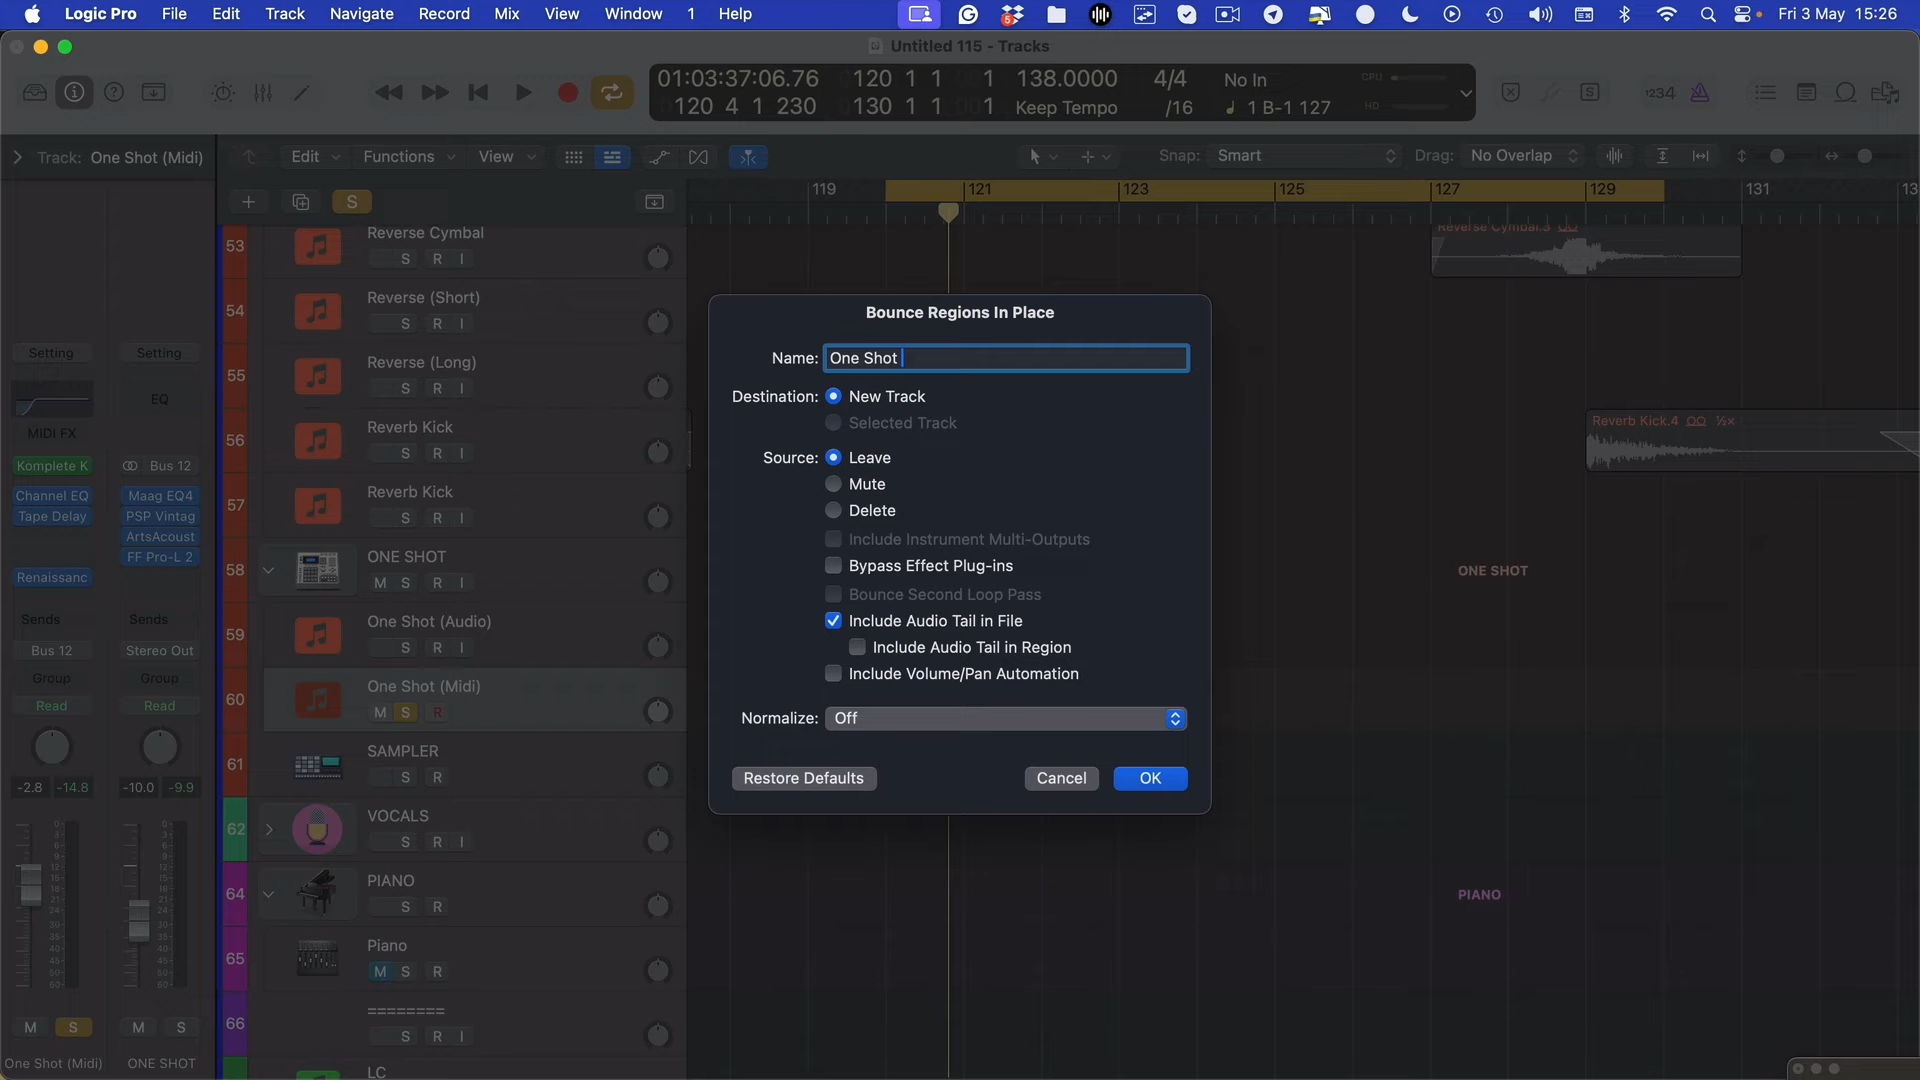 Logic Pro File Edit Track Navigate Record Mix View Window 1 Help
5
Fri 3 May 15:26
Untitled 115 - Tracks
01:03:37:06.76 120 1 1 1 138.0000 4/4 No In
120 4 1 230 130 1 1 1 Keep Tempo /16 1 B-1 127
CPU
HD
1234
Track: One Shot (Midi)
Edit Functions View
Snap: Smart
Drag: No Overlap
S
119 121 123 125 127 129 131 13
53 Reverse Cymbal
S R I
54 Reverse (Short)
S R I
55 Reverse (Long)
S R I
56 Reverb Kick
S R I
57 Reverb Kick
S R I
58 ONE SHOT
M S R I
59 One Shot (Audio)
S R I
60 One Shot (Midi)
M S R
61 SAMPLER
S R
62 VOCALS
S R I
64 PIANO
S R
65 Piano
M S R
66 ========
S R I
LC
Reverse Cymbal.3
Reverb Kick.4 ½×
ONE SHOT
PIANO
Setting Setting
EQ
MIDI FX
Komplete K Bus 12
Channel EQ Maag EQ4
Tape Delay PSP Vintag
ArtsAcoust
FF Pro-L 2
Renaissanc
Sends Sends
Bus 12 Stereo Out
Group Group
Read Read
-2.8 -14.8 -10.0 -9.9
M S M S
One Shot (Midi) ONE SHOT
Bounce Regions In Place
Name: One Shot
Destination: New Track
Selected Track
Source: Leave
Mute
Delete
Include Instrument Multi-Outputs
Bypass Effect Plug-ins
Bounce Second Loop Pass
Include Audio Tail in File
Include Audio Tail in Region
Include Volume/Pan Automation
Normalize: Off
Restore Defaults Cancel OK